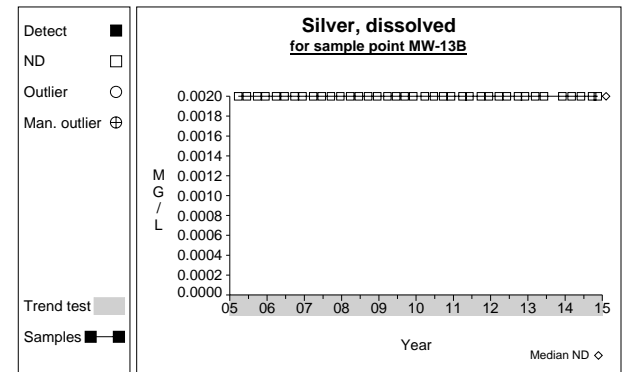 Detect
ND
Outlier
Man. outlier
Trend test
Samples
Silver, dissolved
for sample point MW-13B
MG/L
0.0020
0.0018
0.0016
0.0014
0.0012
0.0010
0.0008
0.0006
0.0004
0.0002
0.0000
05 06 07 08 09 10 11 12 13 14 15
Year
Median ND